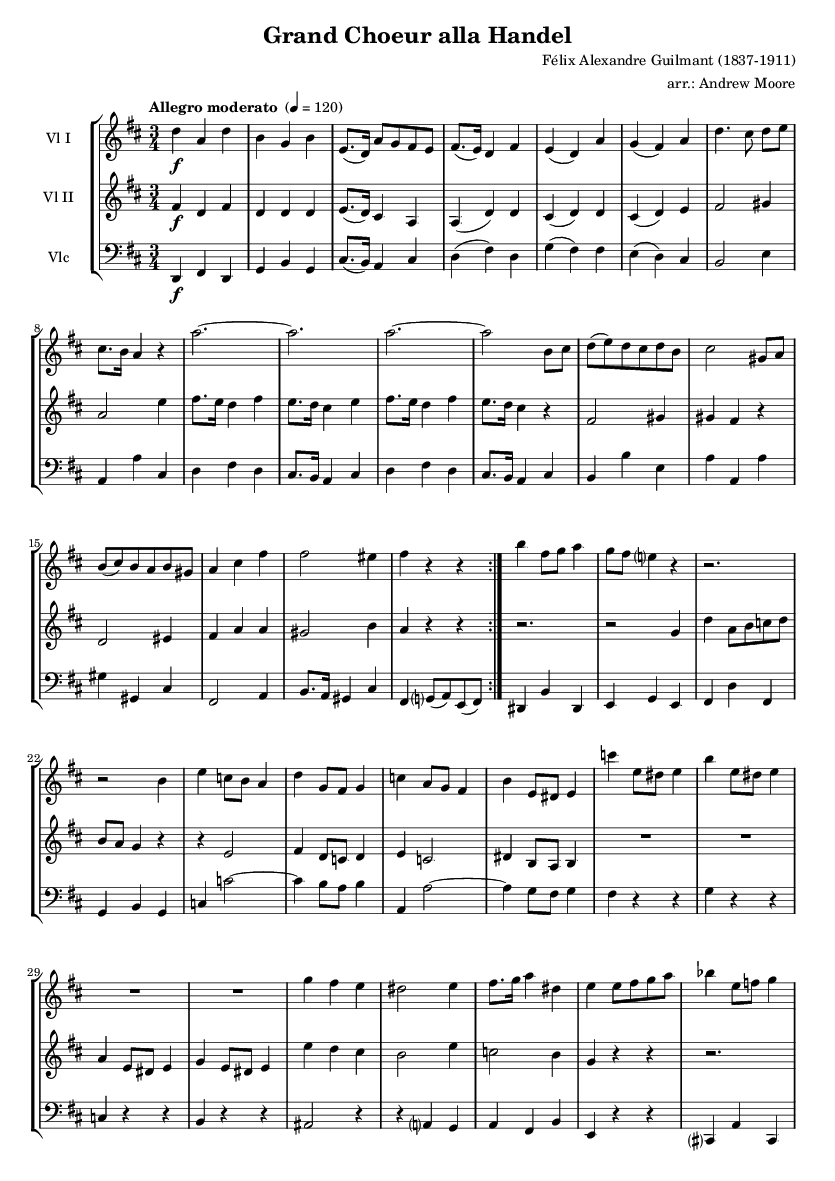 Grand Choeur alla Handel
Félix Alexandre Guilmant (1837-1911)
arr.: Andrew Moore
Allegro moderato (♩ = 120)
Vl I
f
Vl II
f
Vlc
f
8
15
22
29